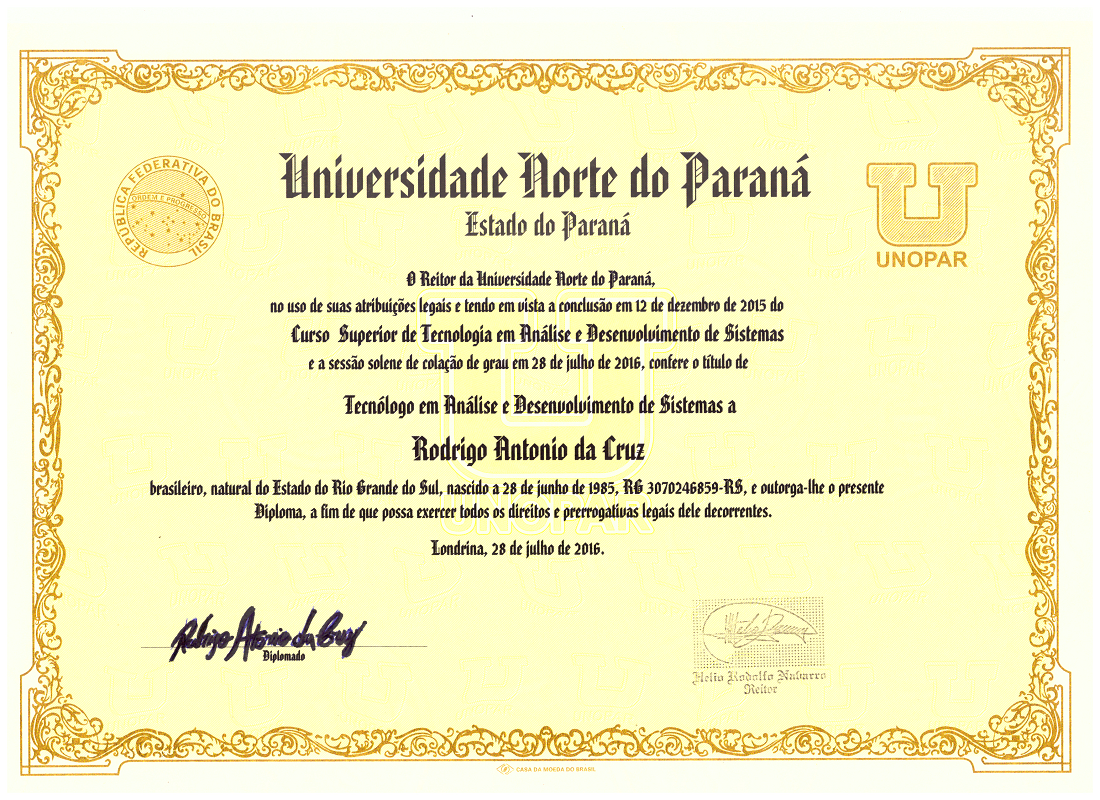 Universidade Norte do Paraná
Estado do Paraná
REPUBLICA FEDERATIVA DO BRASIL
ORDEM E PROGRESSO
UNOPAR
O Reitor da Universidade Norte do Paraná,
no uso de suas atribuições legais e tendo em vista a conclusão em 12 de dezembro de 2015 do
Curso Superior de Tecnologia em Análise e Desenvolvimento de Sistemas
e a sessão solene de colação de grau em 28 de julho de 2016, confere o título de
Tecnólogo em Análise e Desenvolvimento de Sistemas a
Rodrigo Antonio da Cruz
brasileiro, natural do Estado do Rio Grande do Sul, nascido a 28 de junho de 1985, RG 3070246859-RS, e outorga-lhe o presente
Diploma, a fim de que possa exercer todos os direitos e prerrogativas legais dele decorrentes.
UNOPAR
Londrina, 28 de julho de 2016.
Rodrigo Atonio da Cruz
Diplomado
Helio Rodolfo Navarro
Reitor
CASA DA MOEDA DO BRASIL